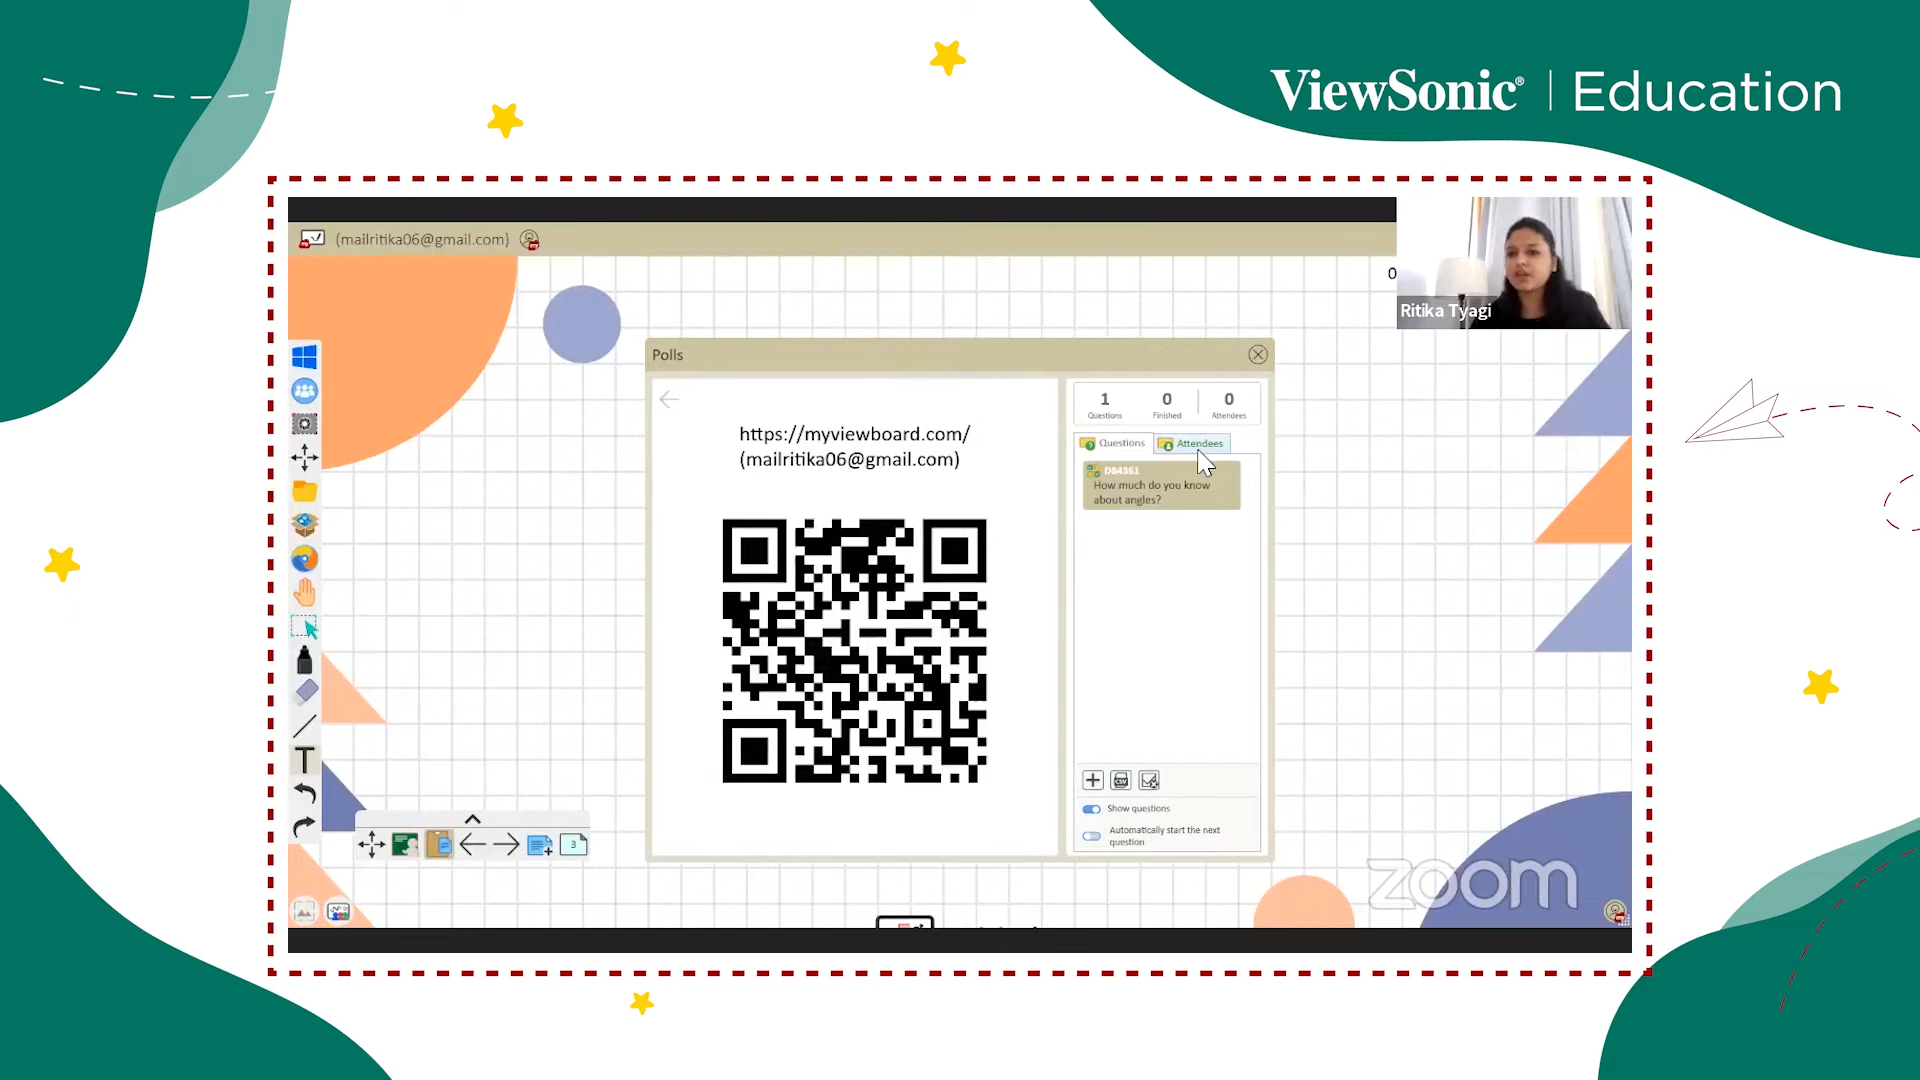 ViewSonic® | Education
(mailritika06@gmail.com)
0
Ritika Tyagi
Polls
https://myviewboard.com/
(mailritika06@gmail.com)
1 0 0
Questions Finished Attendees
Questions Attendees
D84361
How much do you know
about angles?
CSV
Show questions
Automatically start the next
question
T
3
zoom